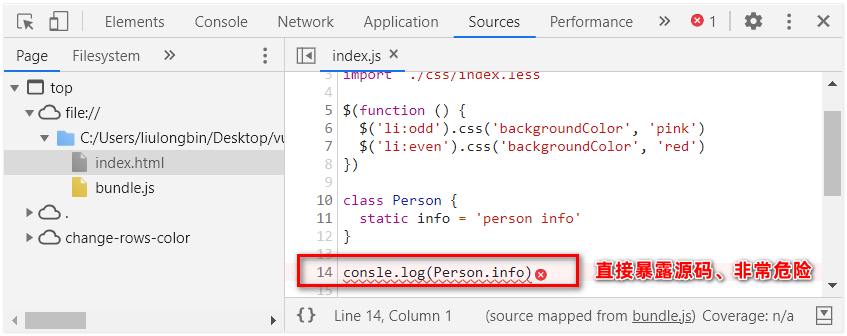 Elements Console Sources Network Performance » 1
Page Filesystem »
index.js ×
top
file://
C:/Users/liulongbin/Desktop/vu
index.html
bundle.js
.
change-rows-color
3 import './css/index.less'
4
5 $(function () {
6 $('li:odd').css('backgroundColor', 'pink')
7 $('li:even').css('backgroundColor', 'red')
8 })
9
10 class Person {
11 static info = 'person info'
12 }
13
14 consle.log(Person.info)
直接暴露源码、非常危险
15
{} Line 14, Column 1 (source mapped from bundle.js) Coverage: n/a